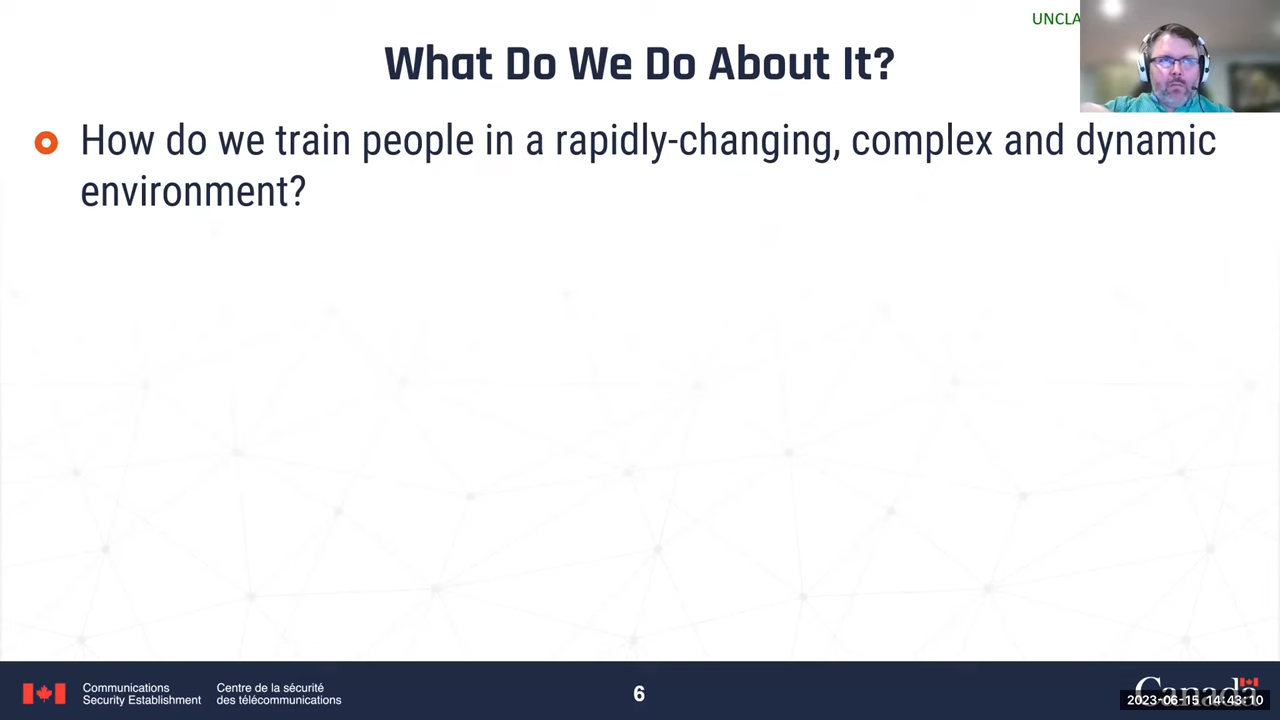 UNCLA
What Do We Do About It?
How do we train people in a rapidly-changing, complex and dynamic
environment?
Communications
Security Establishment
Centre de la sécurité
des télécommunications
6
Canada
2023-06-15 14:43:10